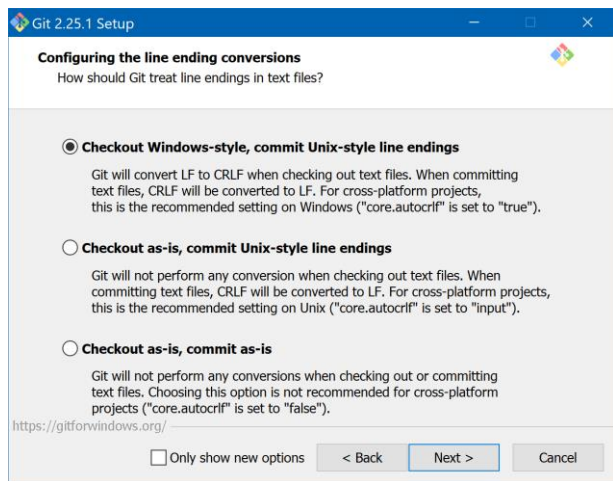 Git 2.25.1 Setup
Configuring the line ending conversions
How should Git treat line endings in text files?
Checkout Windows-style, commit Unix-style line endings
Git will convert LF to CRLF when checking out text files. When committing
text files, CRLF will be converted to LF. For cross-platform projects,
this is the recommended setting on Windows ("core.autocrlf" is set to "true").
Checkout as-is, commit Unix-style line endings
Git will not perform any conversion when checking out text files. When
committing text files, CRLF will be converted to LF. For cross-platform projects,
this is the recommended setting on Unix ("core.autocrlf" is set to "input").
Checkout as-is, commit as-is
Git will not perform any conversions when checking out or committing
text files. Choosing this option is not recommended for cross-platform
projects ("core.autocrlf" is set to "false").
https://gitforwindows.org/
Only show new options < Back Next > Cancel